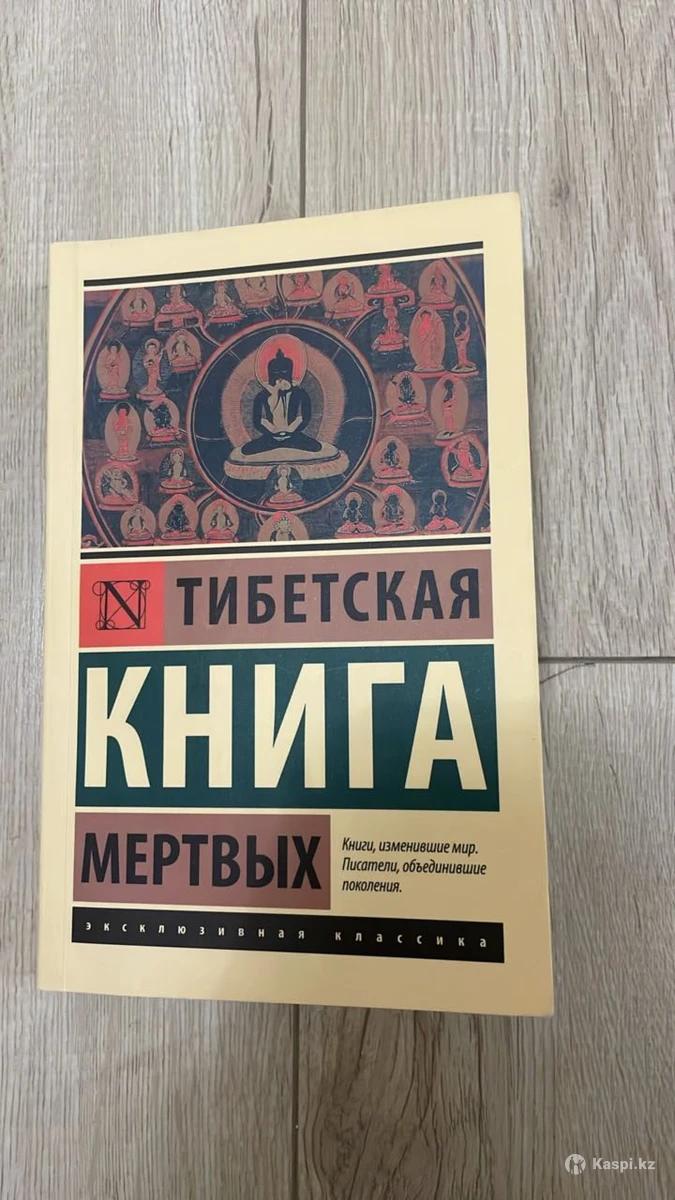 N
ТИБЕТСКАЯ
КНИГА
МЕРТВЫХ
Книги, изменившие мир.
Писатели, объединившие
поколения.
эксклюзивная классика
Kaspi.kz